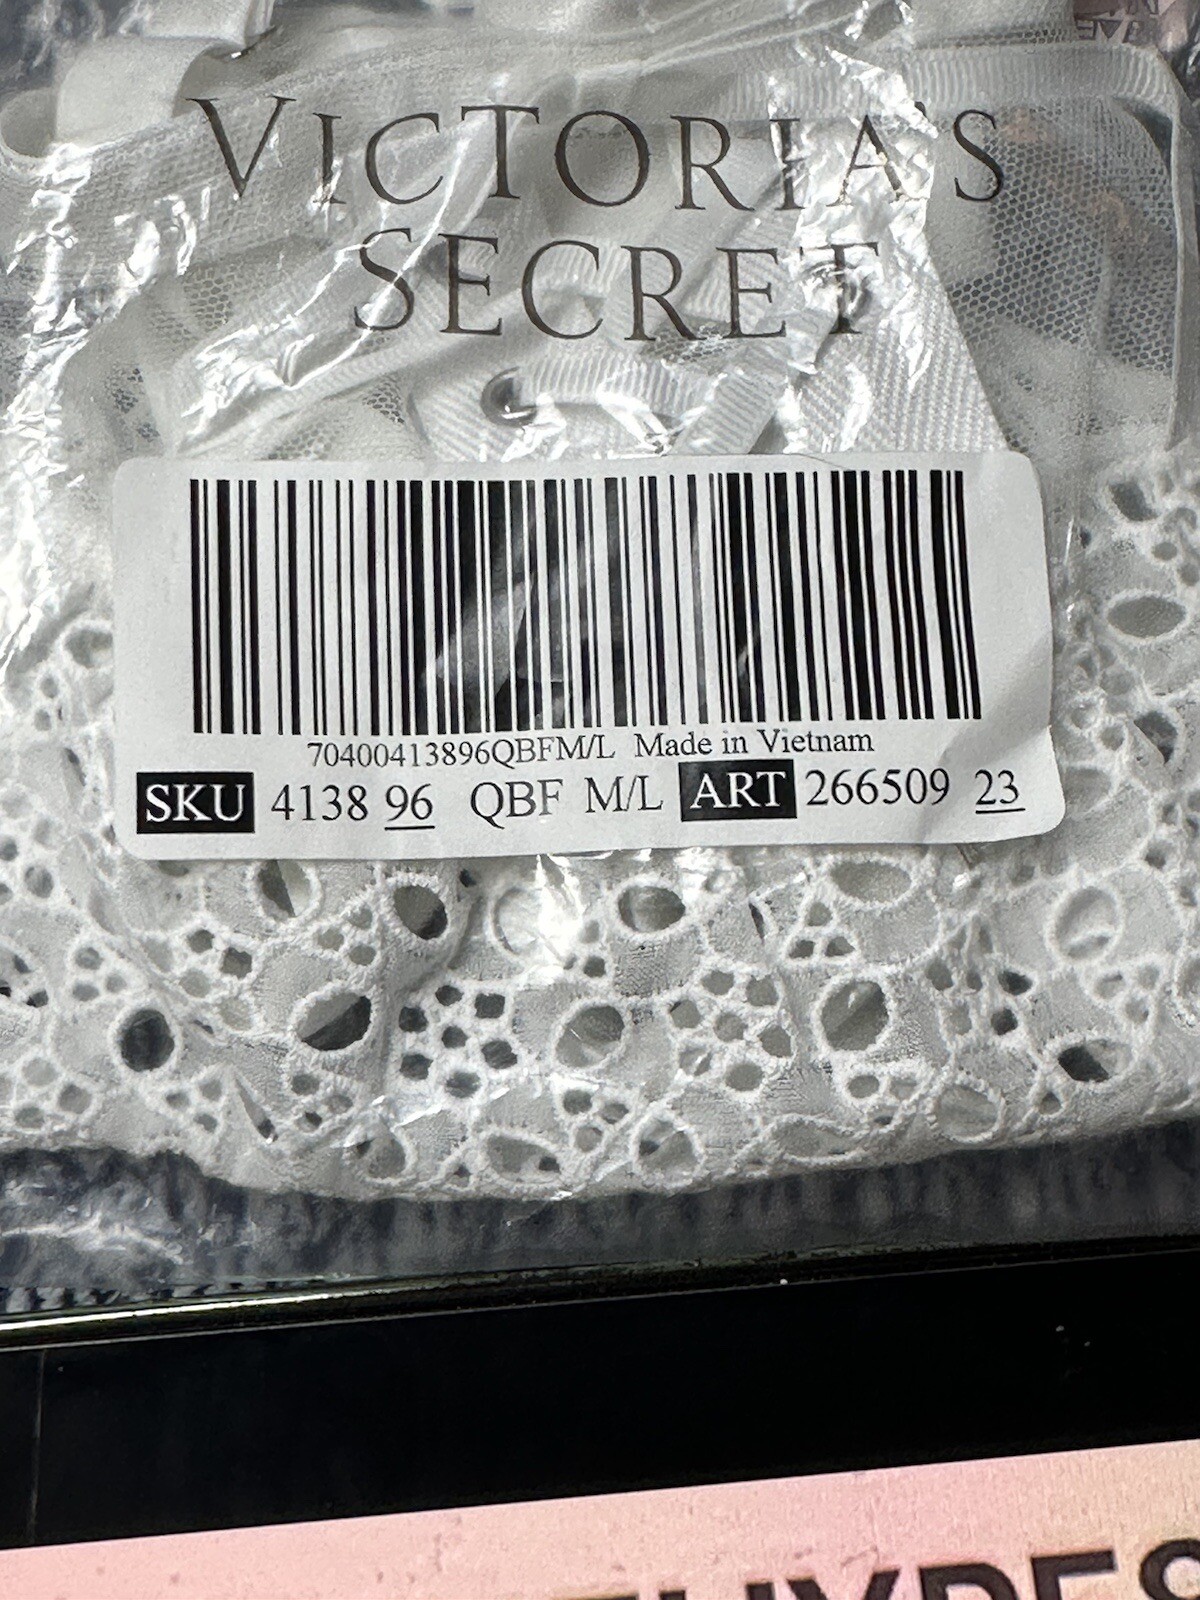 VICTORIA'S
SECRET
70400413896QBFM/L Made in Vietnam
SKU 4138 96 QBF M/L ART 266509 23